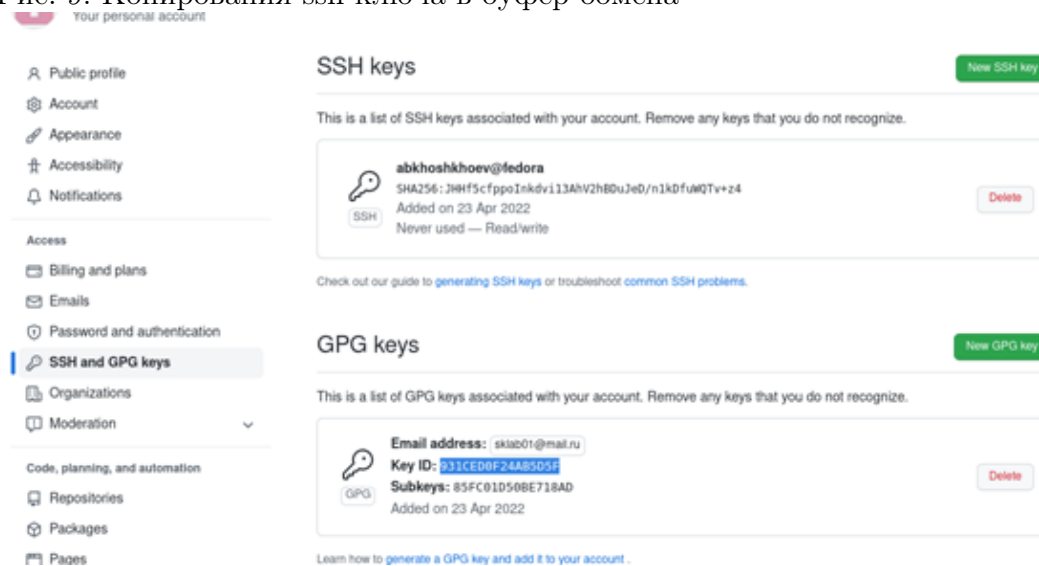 Рис. 9: Копирования ssh ключа в буфер обмена
Your personal account
Public profile
Account
Appearance
Accessibility
Notifications
Access
Billing and plans
Emails
Password and authentication
SSH and GPG keys
Organizations
Moderation
Code, planning, and automation
Repositories
Packages
Pages
SSH keys
New SSH key
This is a list of SSH keys associated with your account. Remove any keys that you do not recognize.
abkhoshkhoev@fedora
SHA256:JHHf5cfppoInkdvi13AhV2hBDuJeD/n1kDfuWQTv+z4
SSH
Added on 23 Apr 2022
Never used — Read/write
Delete
Check out our guide to generating SSH keys or troubleshoot common SSH problems.
GPG keys
New GPG key
This is a list of GPG keys associated with your account. Remove any keys that you do not recognize.
Email address: sklab01@mail.ru
Key ID: 931CED0F24AB5D5F
GPG
Subkeys: 85FC01D50BE718AD
Added on 23 Apr 2022
Delete
Learn how to generate a GPG key and add it to your account .